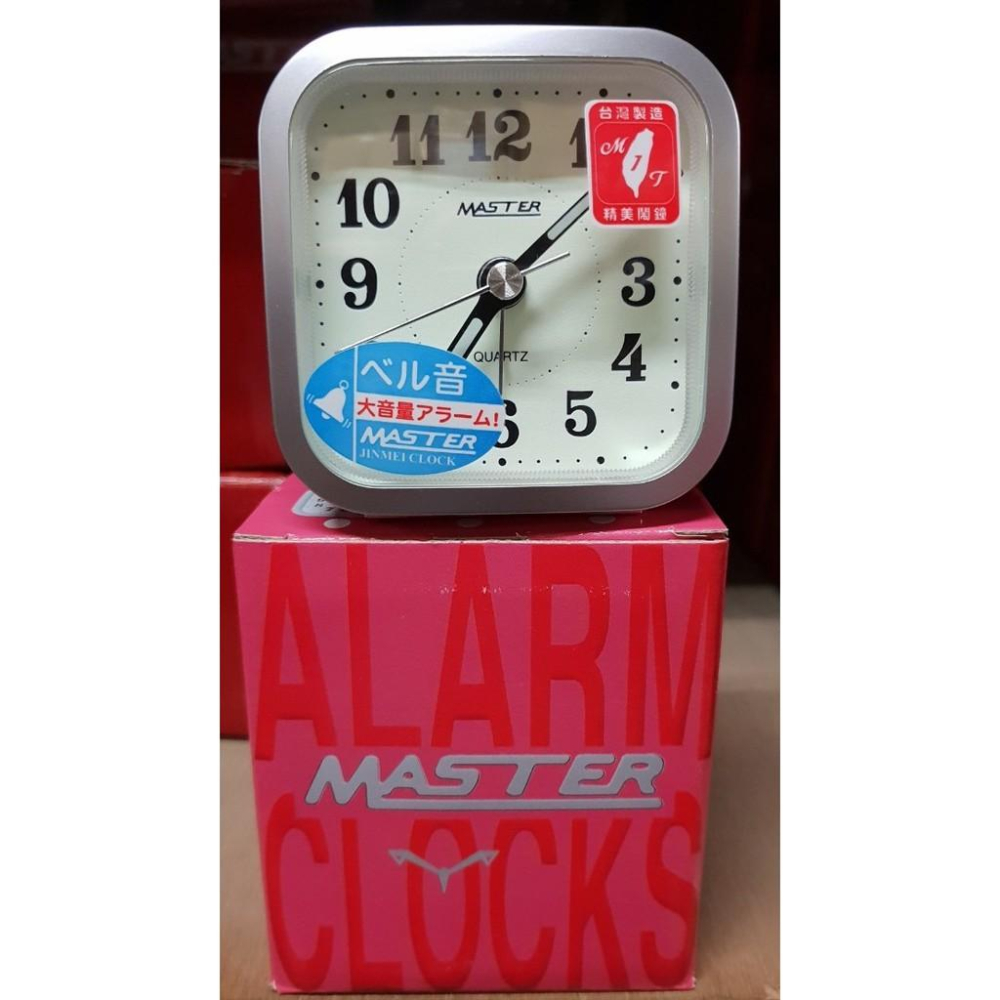 11 12 1
台灣製造
M I T
精美鬧鐘
10
MASTER
9
3
QUARTZ
4
ベル音
大音量アラーム!
5
6
MASTER
JINMEI CLOCK
ALARM
MASTER
CLOCKS